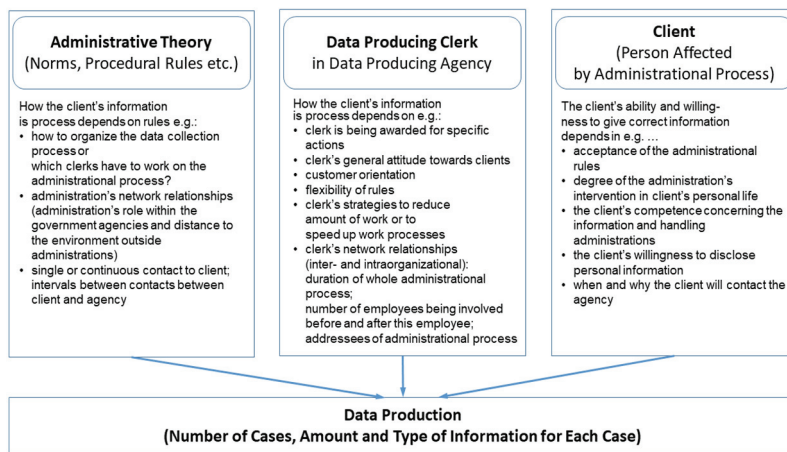 Administrative Theory
(Norms, Procedural Rules etc.)
How the client's information
is process depends on rules e.g.:
• how to organize the data collection
process or
which clerks have to work on the
administrational process?
• administration's network relationships
(administration's role within the
government agencies and distance to
the environment outside
administrations)
• single or continuous contact to client;
intervals between contacts between
client and agency
Data Producing Clerk
in Data Producing Agency
How the client's information
is process depends on e.g.:
• clerk is being awarded for specific
actions
• clerk's general attitude towards clients
• customer orientation
• flexibility of rules
• clerk's strategies to reduce
amount of work or to
speed up work processes
• clerk's network relationships
(inter- and intraorganizational):
duration of whole administrational
process;
number of employees being involved
before and after this employee;
addressees of administrational process
Client
(Person Affected
by Administrational Process)
The client's ability and willing-
ness to give correct information
depends in e.g. ...
• acceptance of the administrational
rules
• degree of the administration's
intervention in client's personal life
• the client's competence concerning the
information and handling
administrations
• the client's willingness to disclose
personal information
• when and why the client will contact the
agency
Data Production
(Number of Cases, Amount and Type of Information for Each Case)